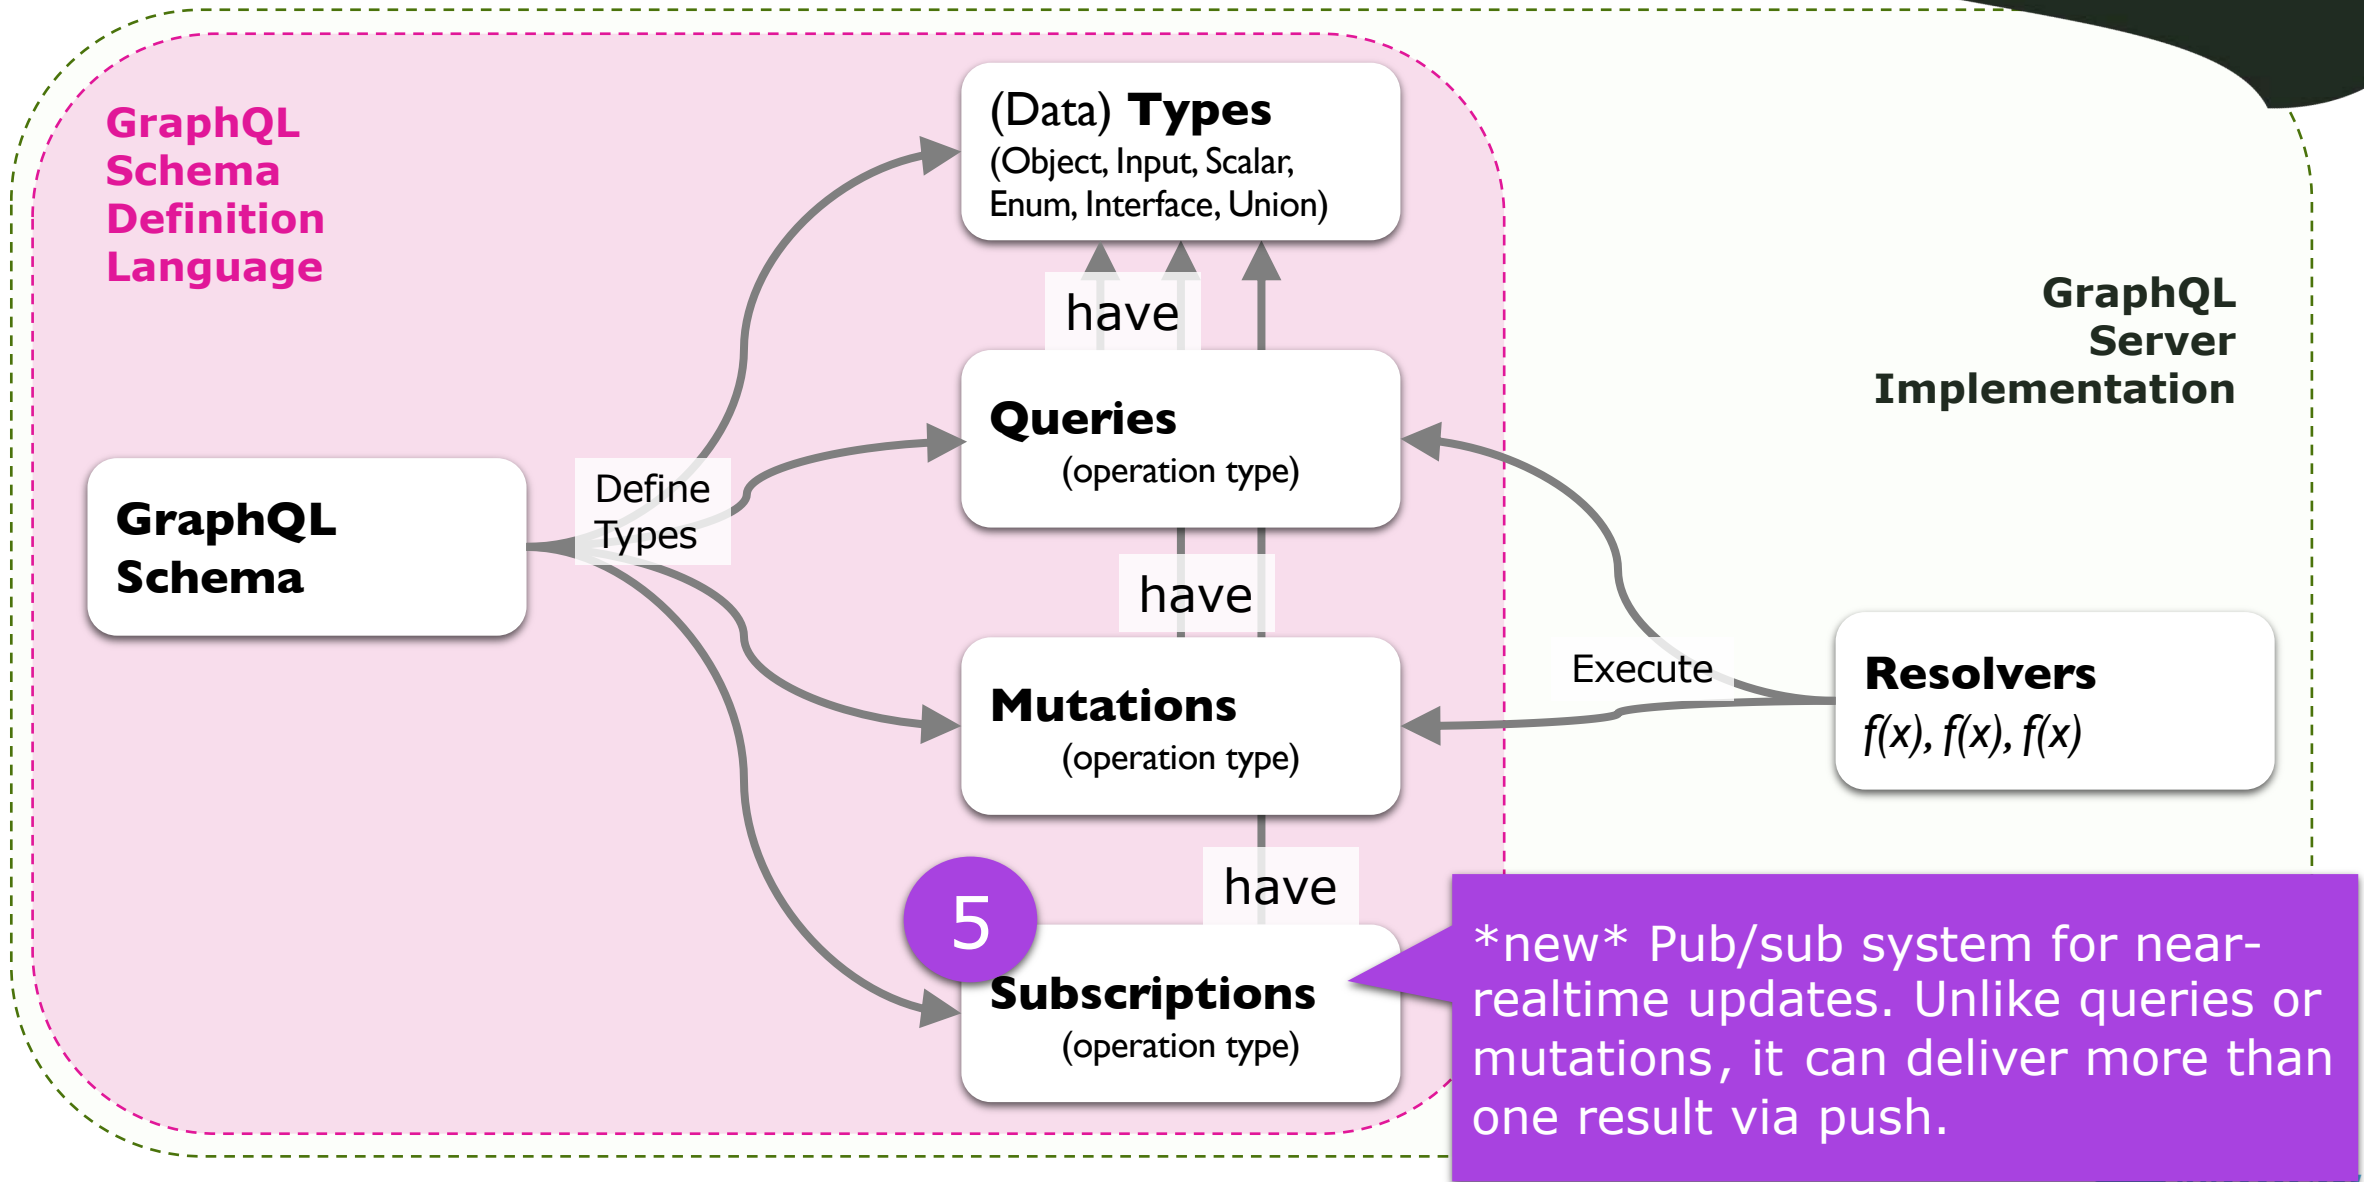 GraphQL
Schema
Definition
Language
(Data) Types
(Object, Input, Scalar,
Enum, Interface, Union)
have
GraphQL
Server
Implementation
Queries
(operation type)
Define
Types
GraphQL
Schema
have
Execute
Resolvers
f(x), f(x), f(x)
Mutations
(operation type)
have
5
Subscriptions
(operation type)
*new* Pub/sub system for near-
realtime updates. Unlike queries or
mutations, it can deliver more than
one result via push.